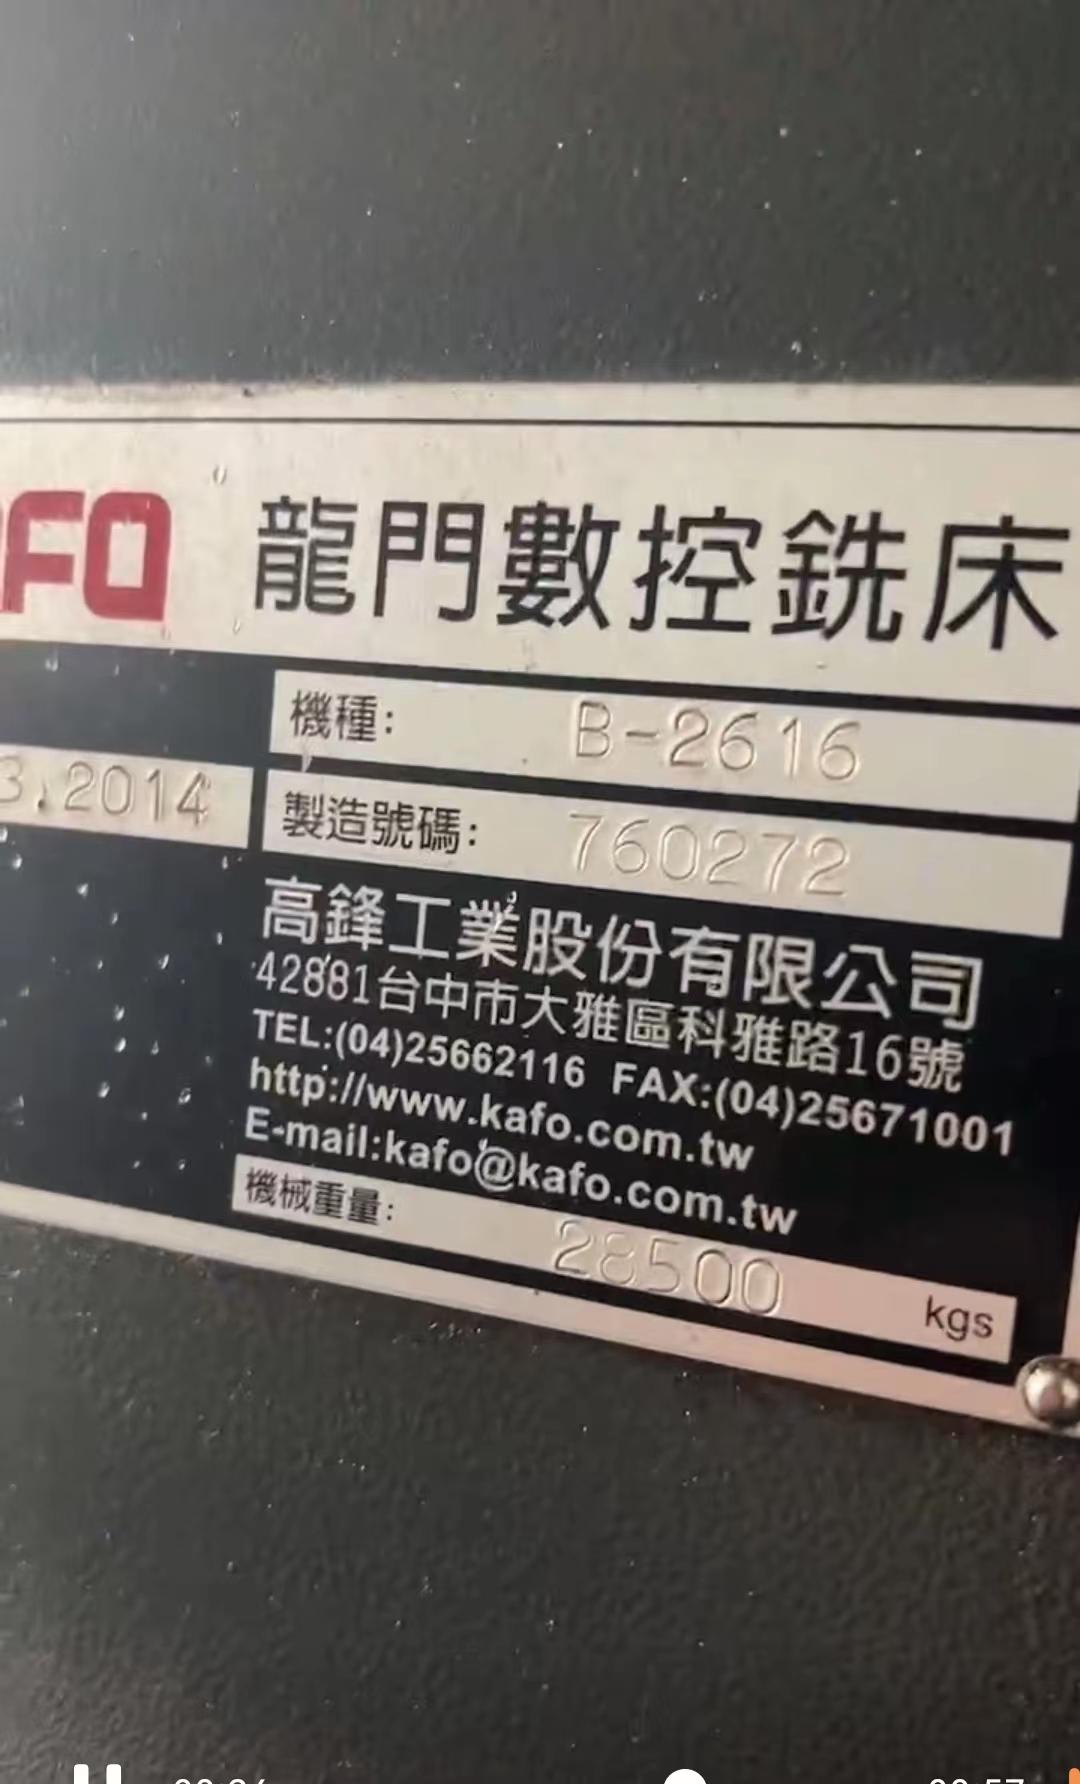 AFO 龍門數控銑床
機種: B-2616
3.2014
製造號碼: 760272
高鋒工業股份有限公司
42881台中市大雅區科雅路16號
TEL:(04)25662116 FAX:(04)25671001
http://www.kafo.com.tw
E-mail:kafo@kafo.com.tw
機械重量: 28500 kgs